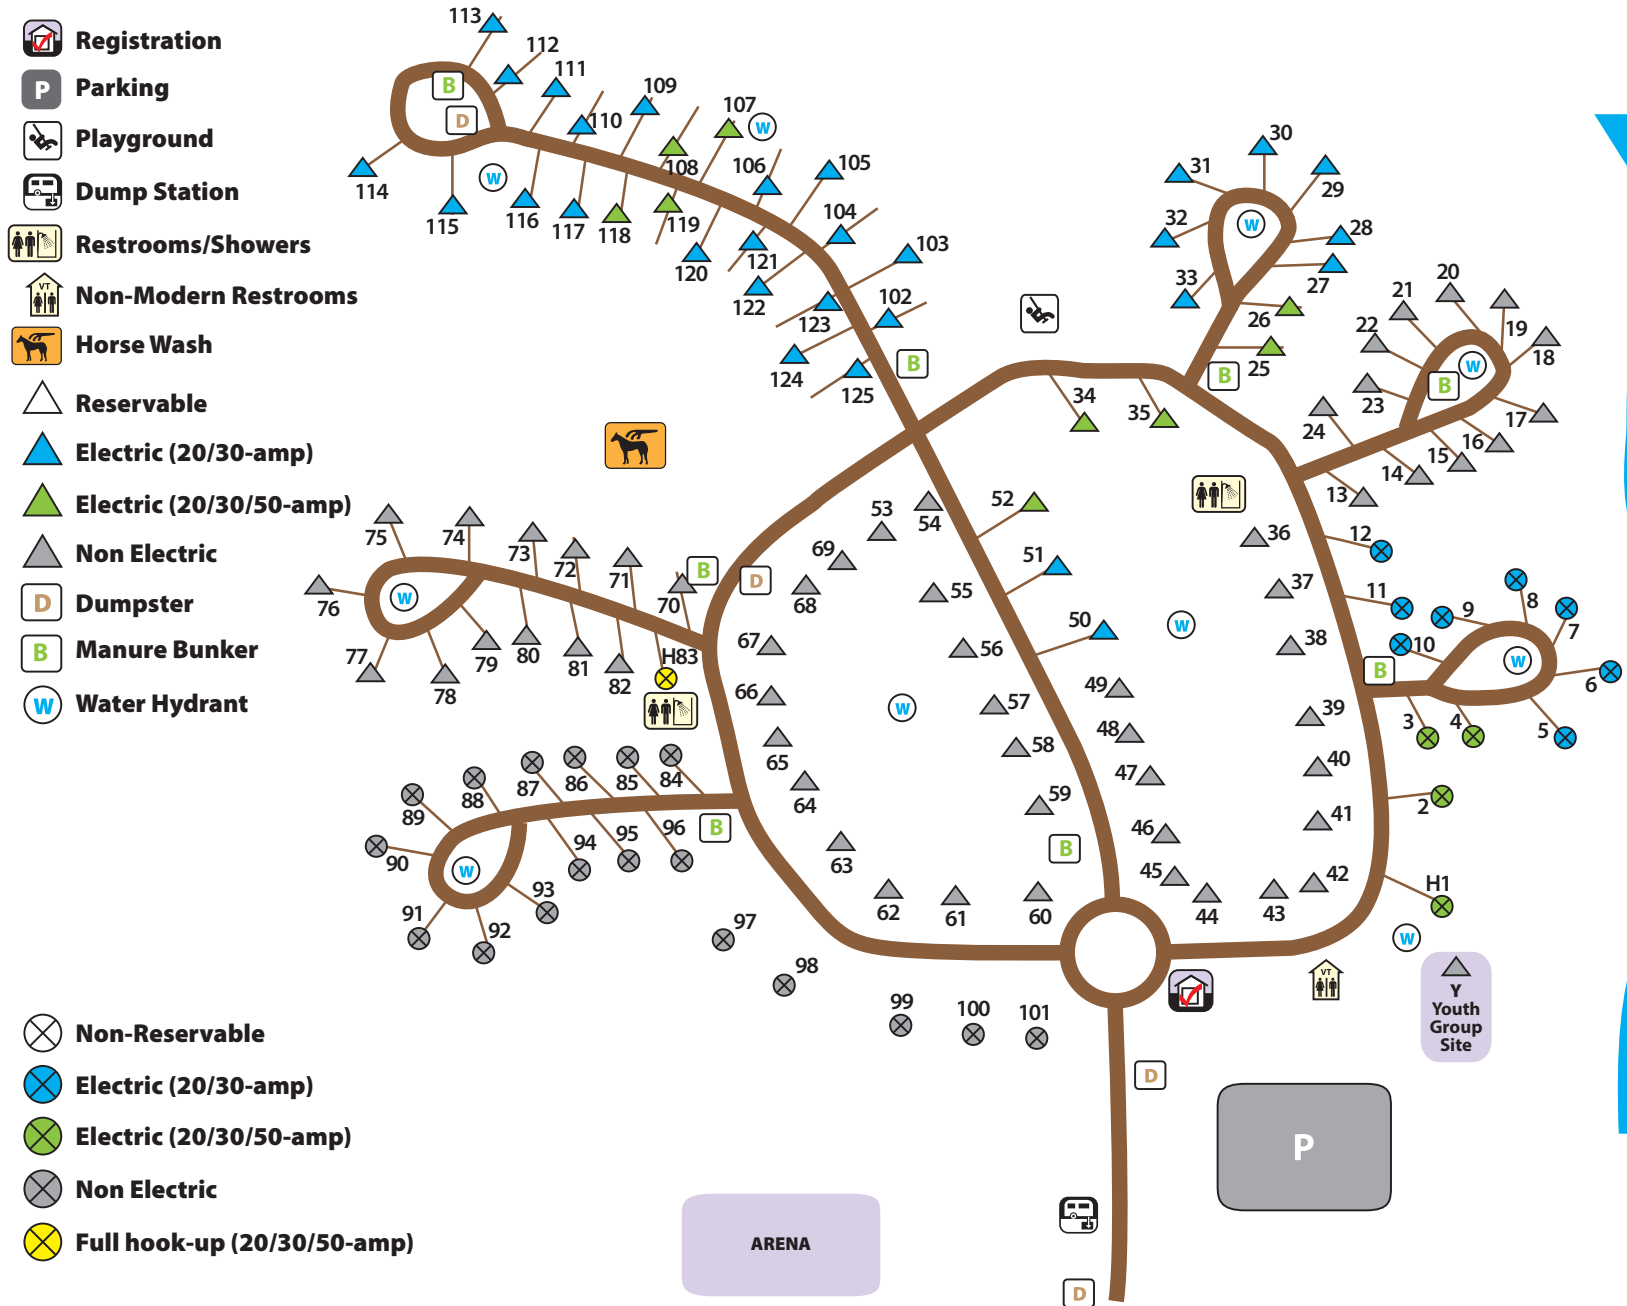 Registration
P Parking
Playground
Dump Station
Restrooms/Showers
VT Non-Modern Restrooms
Horse Wash
Reservable
Electric (20/30-amp)
Electric (20/30/50-amp)
Non Electric
D Dumpster
B Manure Bunker
W Water Hydrant
Non-Reservable
Electric (20/30-amp)
Electric (20/30/50-amp)
Non Electric
Full hook-up (20/30/50-amp)
113
112
111
B
D
110
109
107
W
108
106
105
114
W
115
116
117
118
119
104
103
120
121
122
123
102
124
125
B
30
31
29
32
W
28
33
27
26
25
B
20
21
19
22
18
W
B
23
17
24
16
15
14
13
34
35
53
54
52
12
36
51
11
37
50
W
38
9
8
7
10
W
B
6
3
4
5
39
2
40
41
42
H1
W
43
44
45
46
47
48
49
55
56
57
58
59
B
60
61
62
63
64
65
66
67
68
69
W
75
74
73
72
71
70
B
D
76
W
77
78
79
80
81
82
H83
84
85
86
87
88
89
90
W
91
92
93
94
95
96
B
97
98
99
100
101
VT
Y
Youth
Group
Site
D
P
ARENA
D